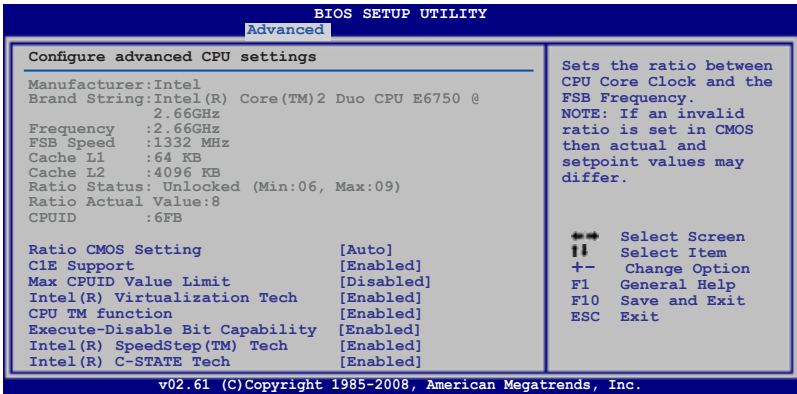 BIOS SETUP UTILITY
Advanced
Configure advanced CPU settings
Manufacturer:Intel
Brand String:Intel(R) Core(TM)2 Duo CPU E6750 @
2.66GHz
Frequency :2.66GHz
FSB Speed :1332 MHz
Cache L1 :64 KB
Cache L2 :4096 KB
Ratio Status: Unlocked (Min:06, Max:09)
Ratio Actual Value:8
CPUID :6FB
Ratio CMOS Setting [Auto]
C1E Support [Enabled]
Max CPUID Value Limit [Disabled]
Intel(R) Virtualization Tech [Enabled]
CPU TM function [Enabled]
Execute-Disable Bit Capability [Enabled]
Intel(R) SpeedStep(TM) Tech [Enabled]
Intel(R) C-STATE Tech [Enabled]
Sets the ratio between
CPU Core Clock and the
FSB Frequency.
NOTE: If an invalid
ratio is set in CMOS
then actual and
setpoint values may
differ.
←→ Select Screen
↑↓ Select Item
+- Change Option
F1 General Help
F10 Save and Exit
ESC Exit
v02.61 (C)Copyright 1985-2008, American Megatrends, Inc.